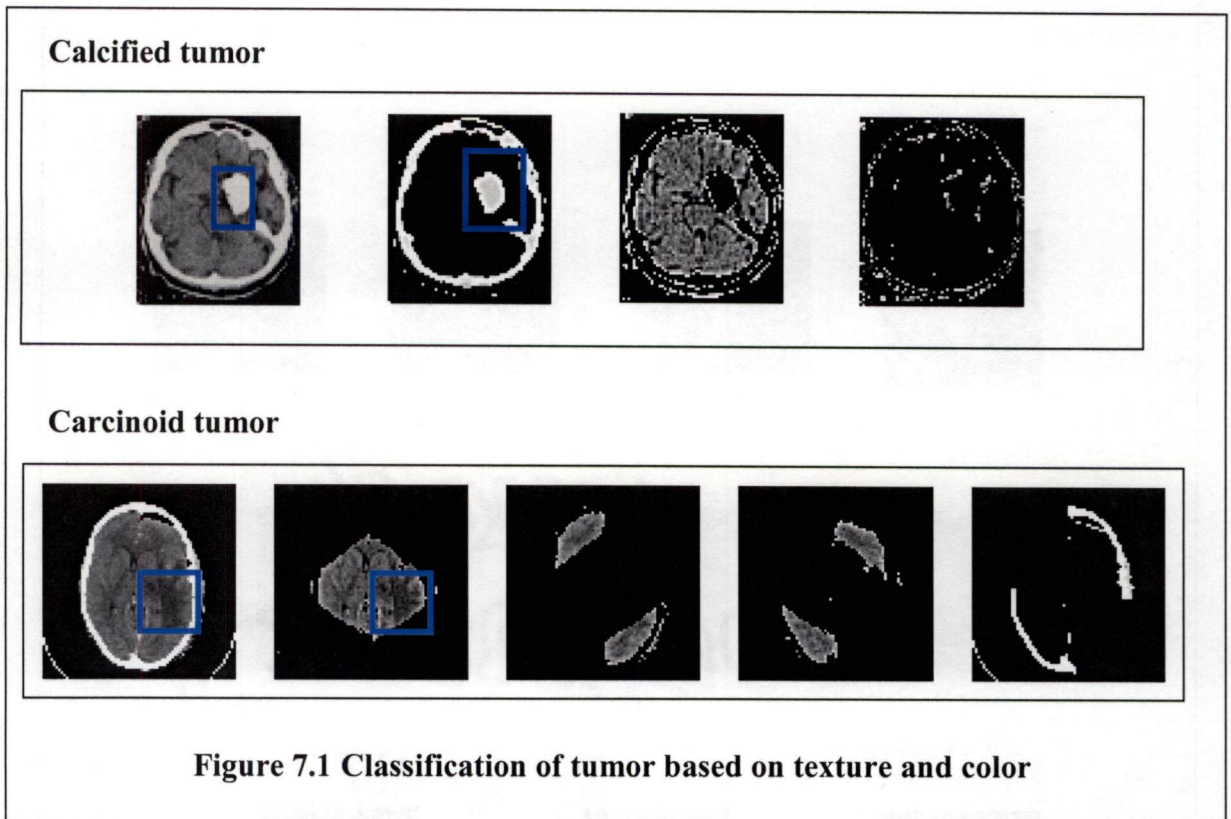 Calcified tumor
Carcinoid tumor
Figure 7.1 Classification of tumor based on texture and color